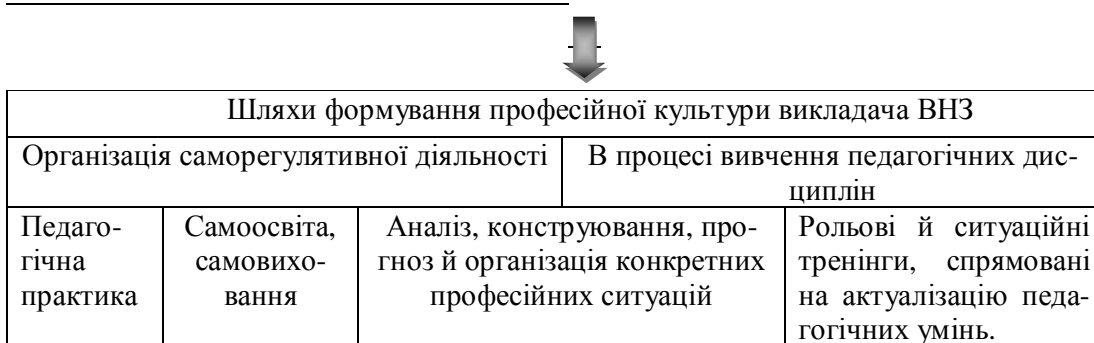 Шляхи формування професійної культури викладача ВНЗ
Організація саморегулятивної діяльності
В процесі вивчення педагогічних дис-
циплін
Педаго-
гічна
практика
Самоосвіта,
самовихо-
вання
Аналіз, конструювання, про-
гноз й організація конкретних
професійних ситуацій
Рольові й ситуаційні
тренінги, спрямовані
на актуалізацію педа-
гогічних умінь.